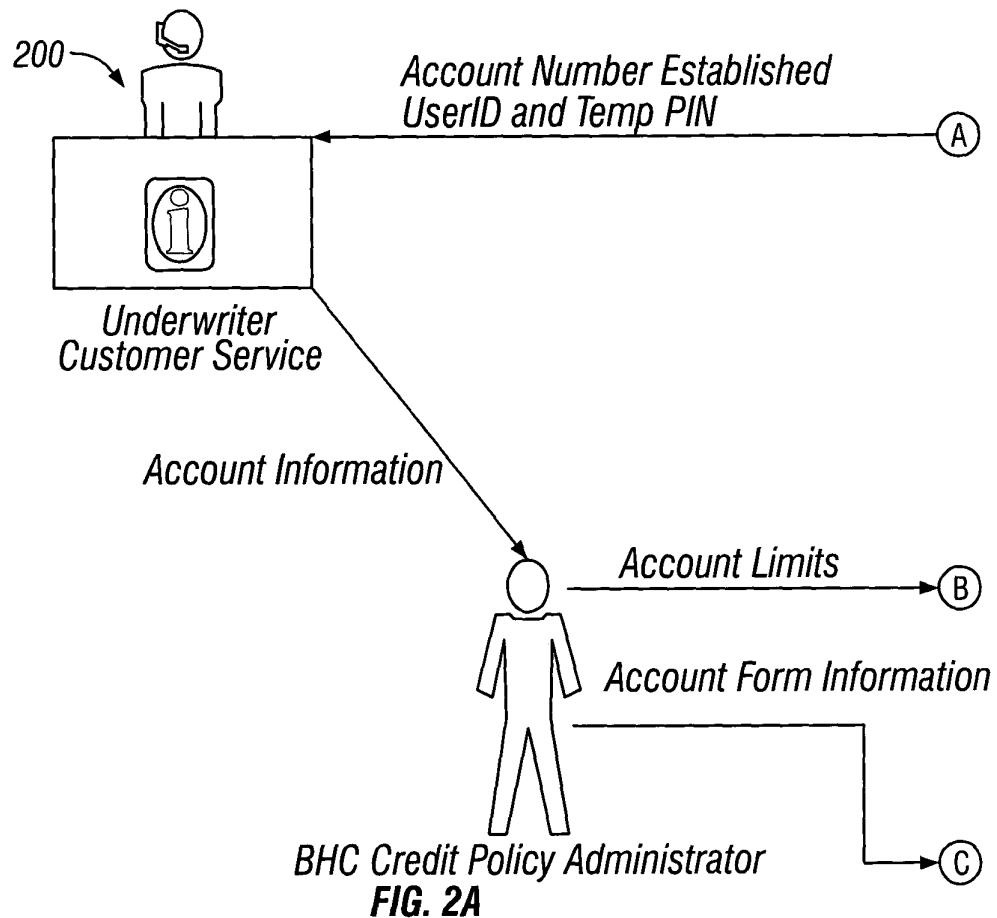 200
Account Number Established
UserID and Temp PIN
A
i
Underwriter
Customer Service
Account Information
Account Limits
B
Account Form Information
C
BHC Credit Policy Administrator
FIG. 2A